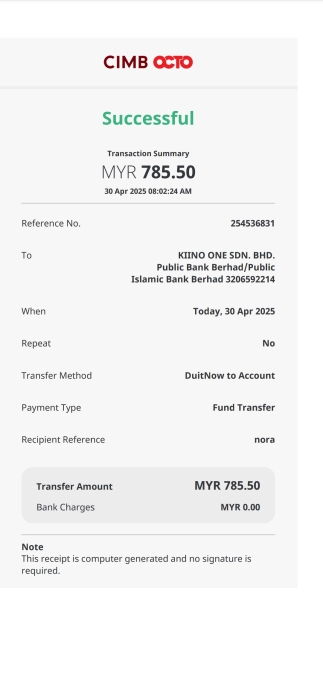 CIMB OCTO
Successful
Transaction Summary
MYR 785.50
30 Apr 2025 08:02:24 AM
Reference No. 254536831
To KIINO ONE SDN. BHD.
Public Bank Berhad/Public
Islamic Bank Berhad 3206592214
When Today, 30 Apr 2025
Repeat No
Transfer Method DuitNow to Account
Payment Type Fund Transfer
Recipient Reference nora
Transfer Amount MYR 785.50
Bank Charges MYR 0.00
Note
This receipt is computer generated and no signature is
required.